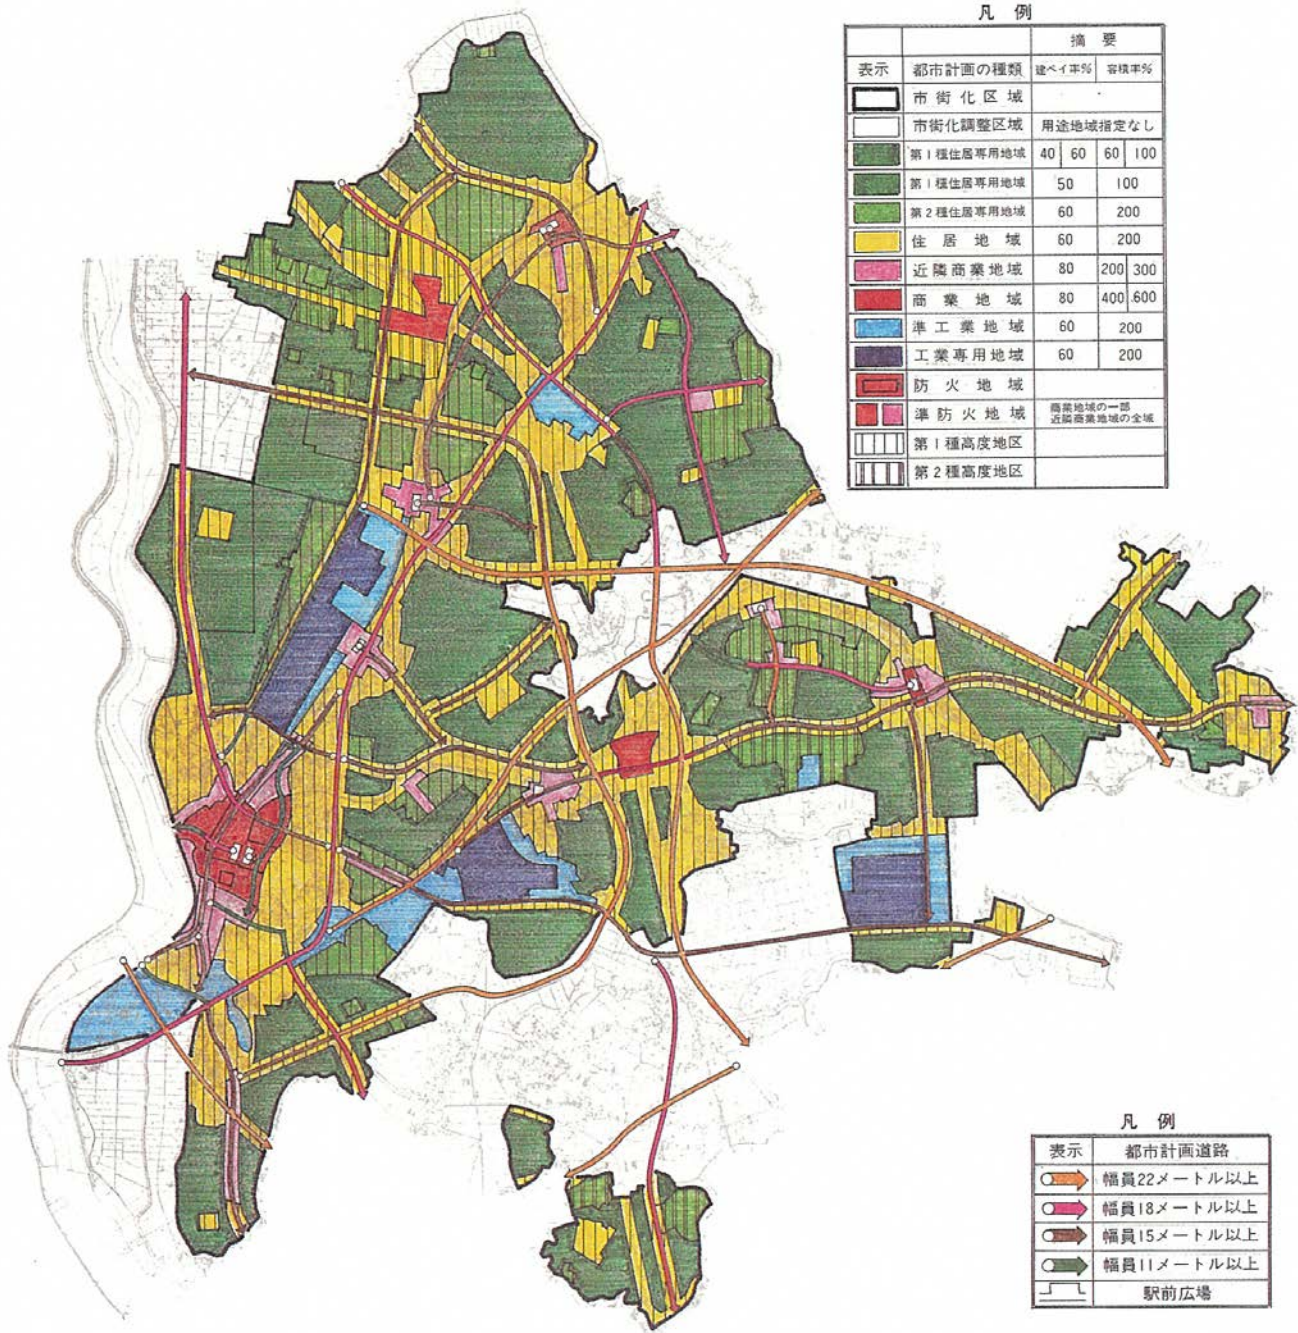 凡例
摘要
表示 都市計画の種類 建ペイ率% 容積率%
市街化区域
市街化調整区域 用途地域指定なし
第1種住居専用地域 40 60 60 100
第1種住居専用地域 50 100
第2種住居専用地域 60 200
住居地域 60 200
近隣商業地域 80 200 300
商業地域 80 400 600
準工業地域 60 200
工業専用地域 60 200
防火地域
準防火地域 商業地域の一部
近隣商業地域の全域
第1種高度地区
第2種高度地区
凡例
表示 都市計画道路
幅員22メートル以上
幅員18メートル以上
幅員15メートル以上
幅員11メートル以上
駅前広場